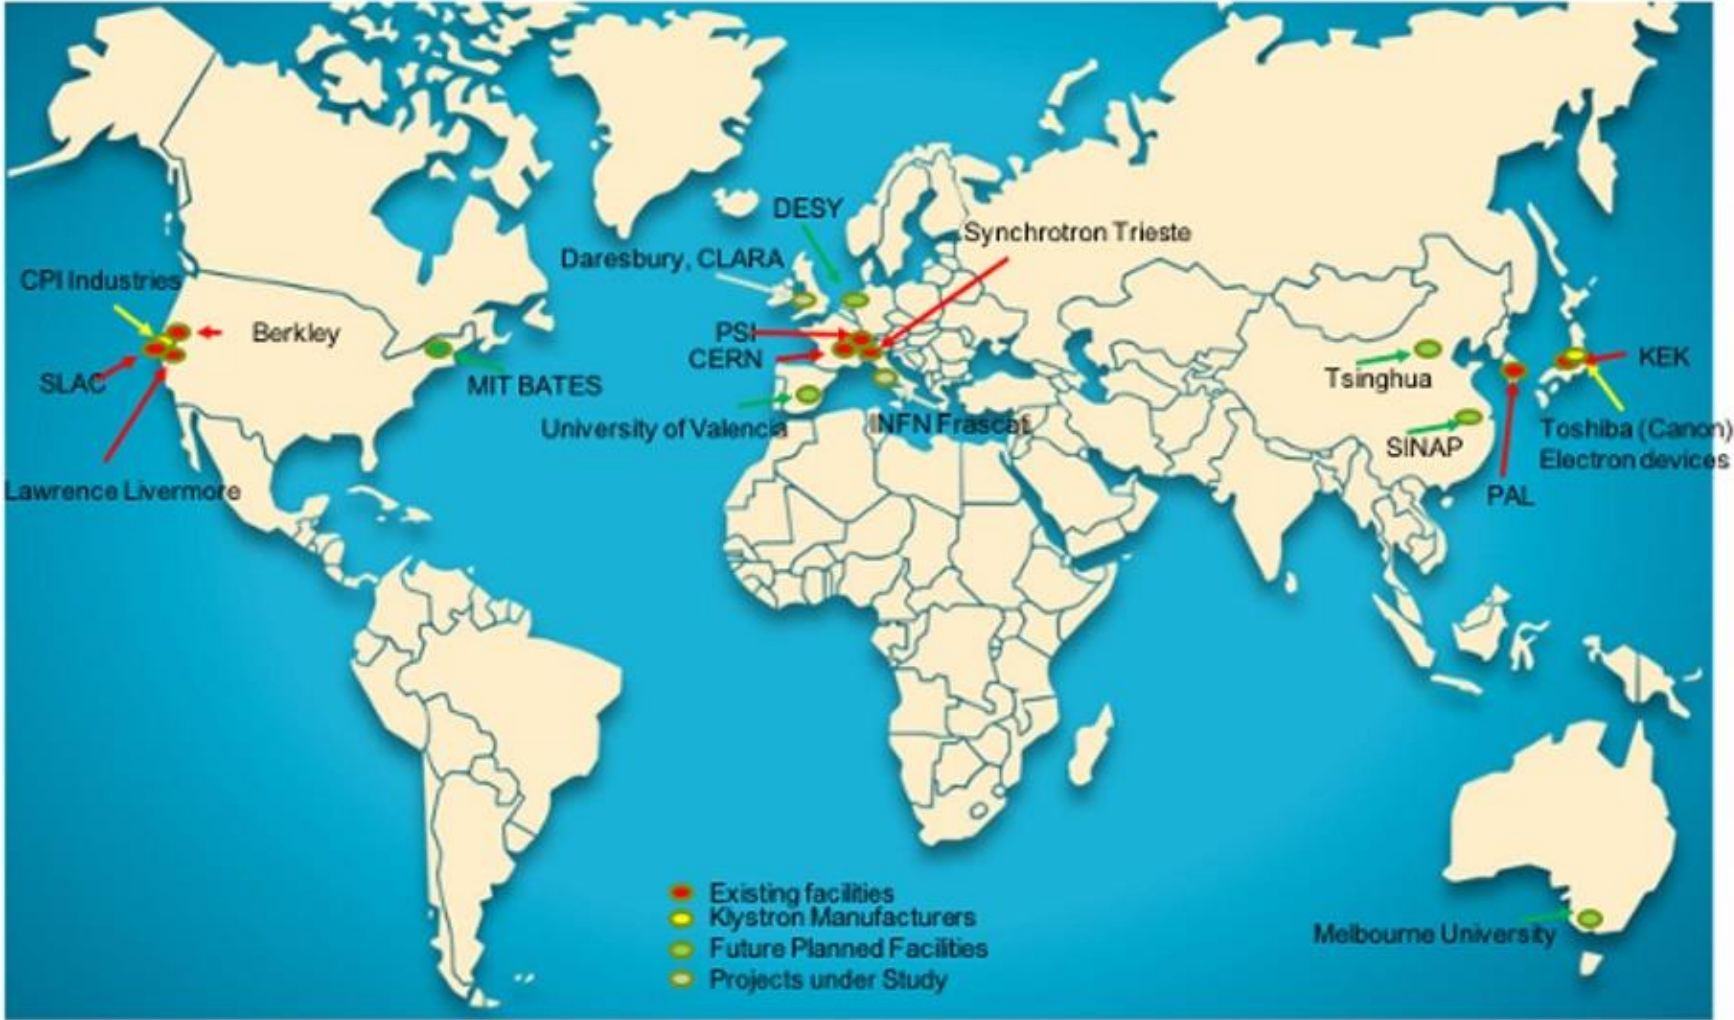 DESY
Synchrotron Trieste
Daresbury, CLARA
CPI Industries
Berkley
PSI
CERN
KEK
SLAC
MIT BATES
Tsinghua
University of Valencia
INFN Frascati
SINAP
Toshiba (Canon)
Electron devices
Lawrence Livermore
PAL
Existing facilities
Klystron Manufacturers
Future Planned Facilities
Projects under Study
Melbourne University